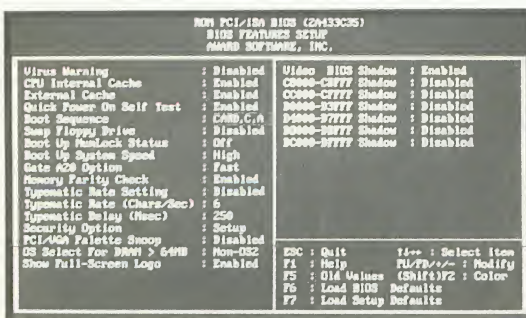 ROM PCI/ISA BIOS (2A433C35)
BIOS FEATURES SETUP
AWARD SOFTWARE, INC.
Virus Warning : Disabled
CPU Internal Cache : Enabled
External Cache : Enabled
Quick Power On Self Test : Enabled
Boot Sequence : CARD,C,A
Swap Floppy Drive : Disabled
Boot Up NumLock Status : Off
Boot Up System Speed : High
Gate A20 Option : Fast
Memory Parity Check : Enabled
Typematic Rate Setting : Disabled
Typematic Rate (Chars/Sec) : 6
Typematic Delay (Msec) : 250
Security Option : Setup
PCI/VGA Palette Snoop : Disabled
OS Select For DRAM > 64MB : Non-OS2
Show Full-Screen Logo : Enabled
Video BIOS Shadow : Enabled
C8000-CBFFF Shadow : Disabled
CC000-CFFFF Shadow : Disabled
D0000-D3FFF Shadow : Disabled
D4000-D7FFF Shadow : Disabled
D8000-DBFFF Shadow : Disabled
DC000-DFFFF Shadow : Disabled
ESC : Quit ↑↓→← : Select Item
F1 : Help PU/PD/+/- : Modify
F5 : Old Values (Shift)F2 : Color
F6 : Load BIOS Defaults
F7 : Load Setup Defaults